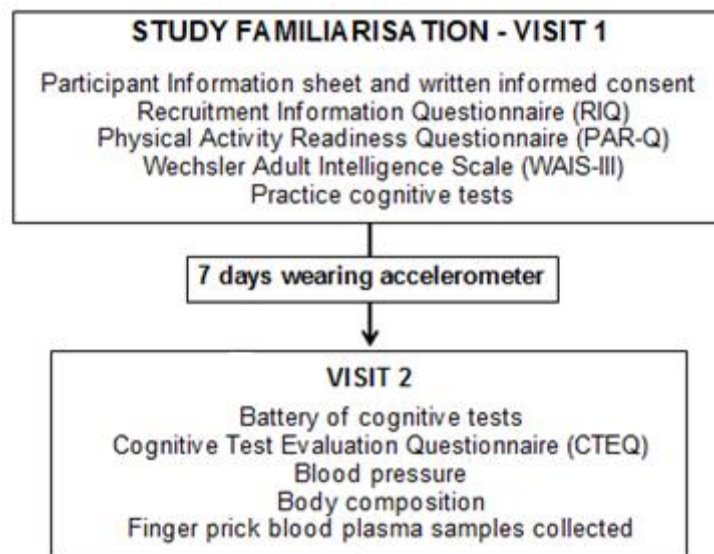 STUDY FAMILIARISATION - VISIT 1
Participant Information sheet and written informed consent
Recruitment Information Questionnaire (RIQ)
Physical Activity Readiness Questionnaire (PAR-Q)
Wechsler Adult Intelligence Scale (WAIS-III)
Practice cognitive tests
7 days wearing accelerometer
VISIT 2
Battery of cognitive tests
Cognitive Test Evaluation Questionnaire (CTEQ)
Blood pressure
Body composition
Finger prick blood plasma samples collected